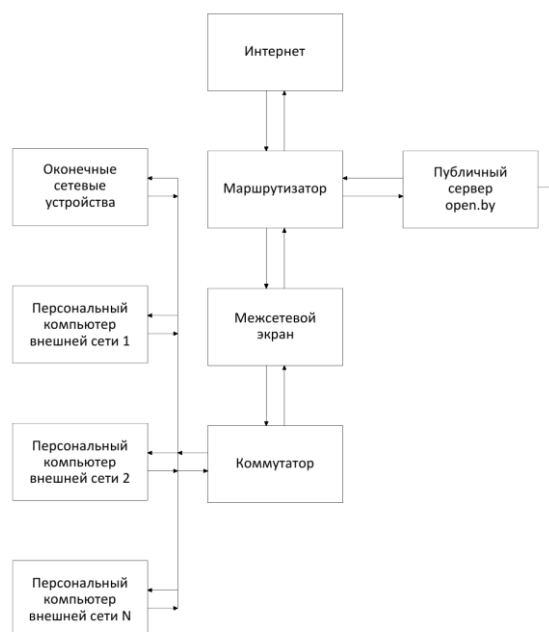 Интернет
Оконечные
сетевые
устройства
Маршрутизатор
Публичный
сервер
open.by
Персональный
компьютер
внешней сети 1
Межсетевой
экран
Персональный
компьютер
внешней сети 2
Коммутатор
Персональный
компьютер
внешней сети N